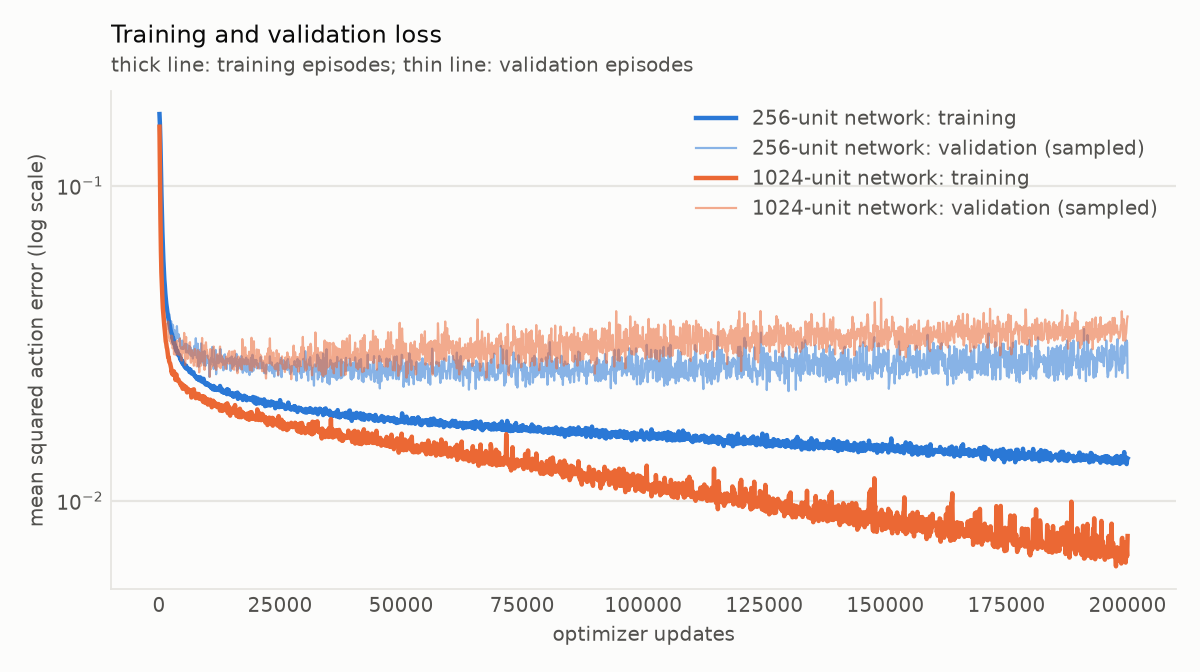 Training and validation loss
thick line: training episodes; thin line: validation episodes
256-unit network: training
256-unit network: validation (sampled)
1024-unit network: training
1024-unit network: validation (sampled)
mean squared action error (log scale)
10⁻¹
10⁻²
0 25000 50000 75000 100000 125000 150000 175000 200000
optimizer updates